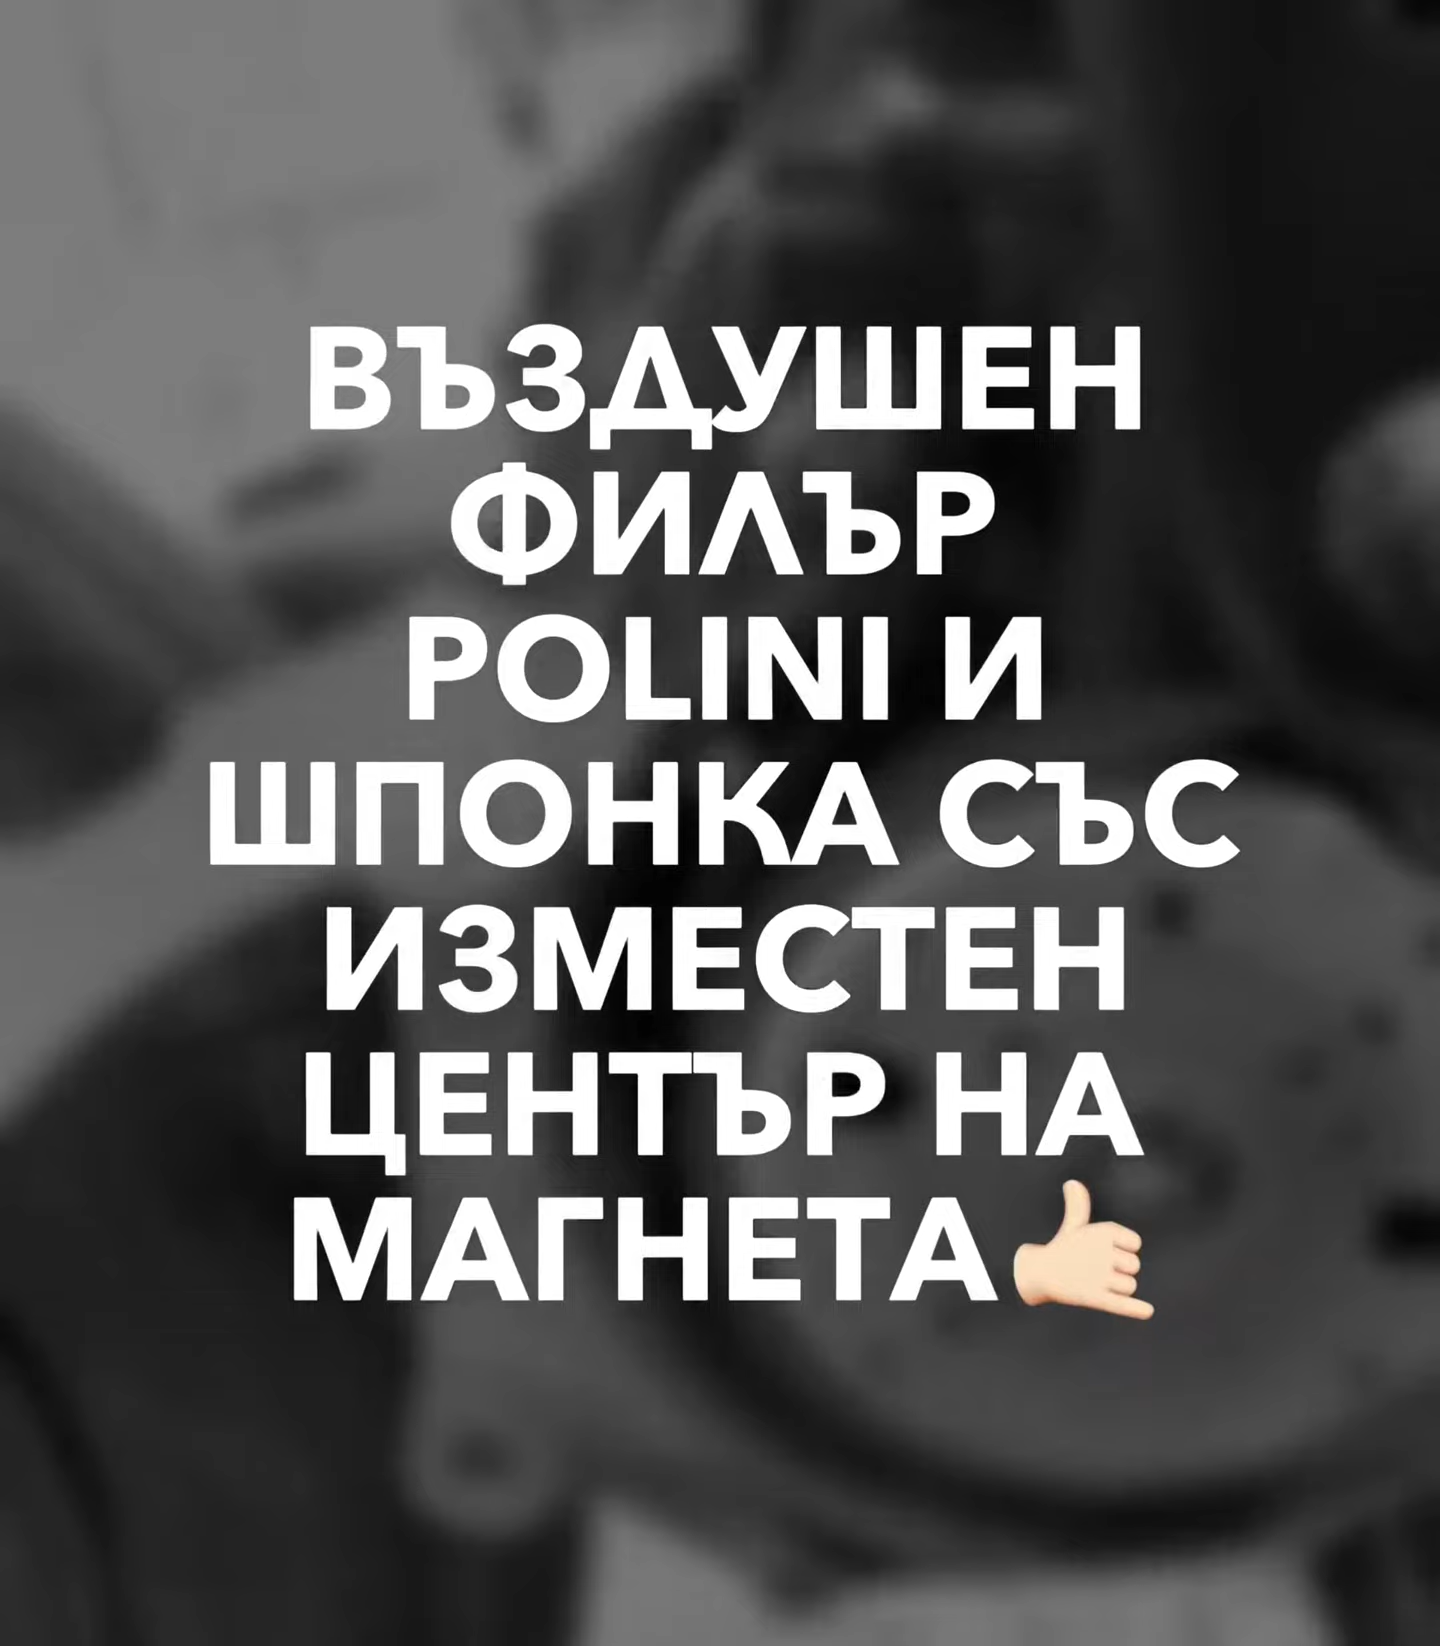 ВЪЗДУШЕН
ФИЛЪР
POLINI И
ШПОНКА СЪС
ИЗМЕСТЕН
ЦЕНТЪР НА
МАГНЕТА🤙🏻